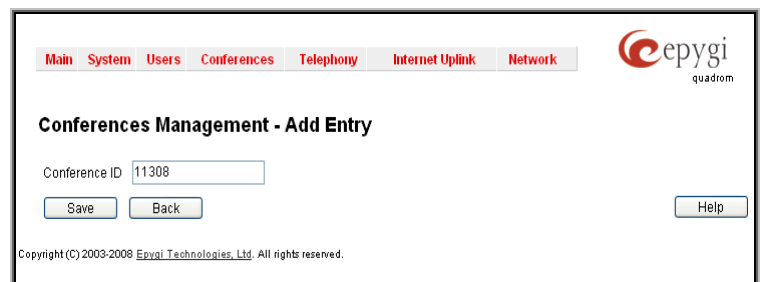 epygi
quadrom
Main System Users Conferences Telephony Internet Uplink Network
Conferences Management - Add Entry
Conference ID 11308
Save Back Help
Copyright (C) 2003-2008 Epygi Technologies, Ltd. All rights reserved.